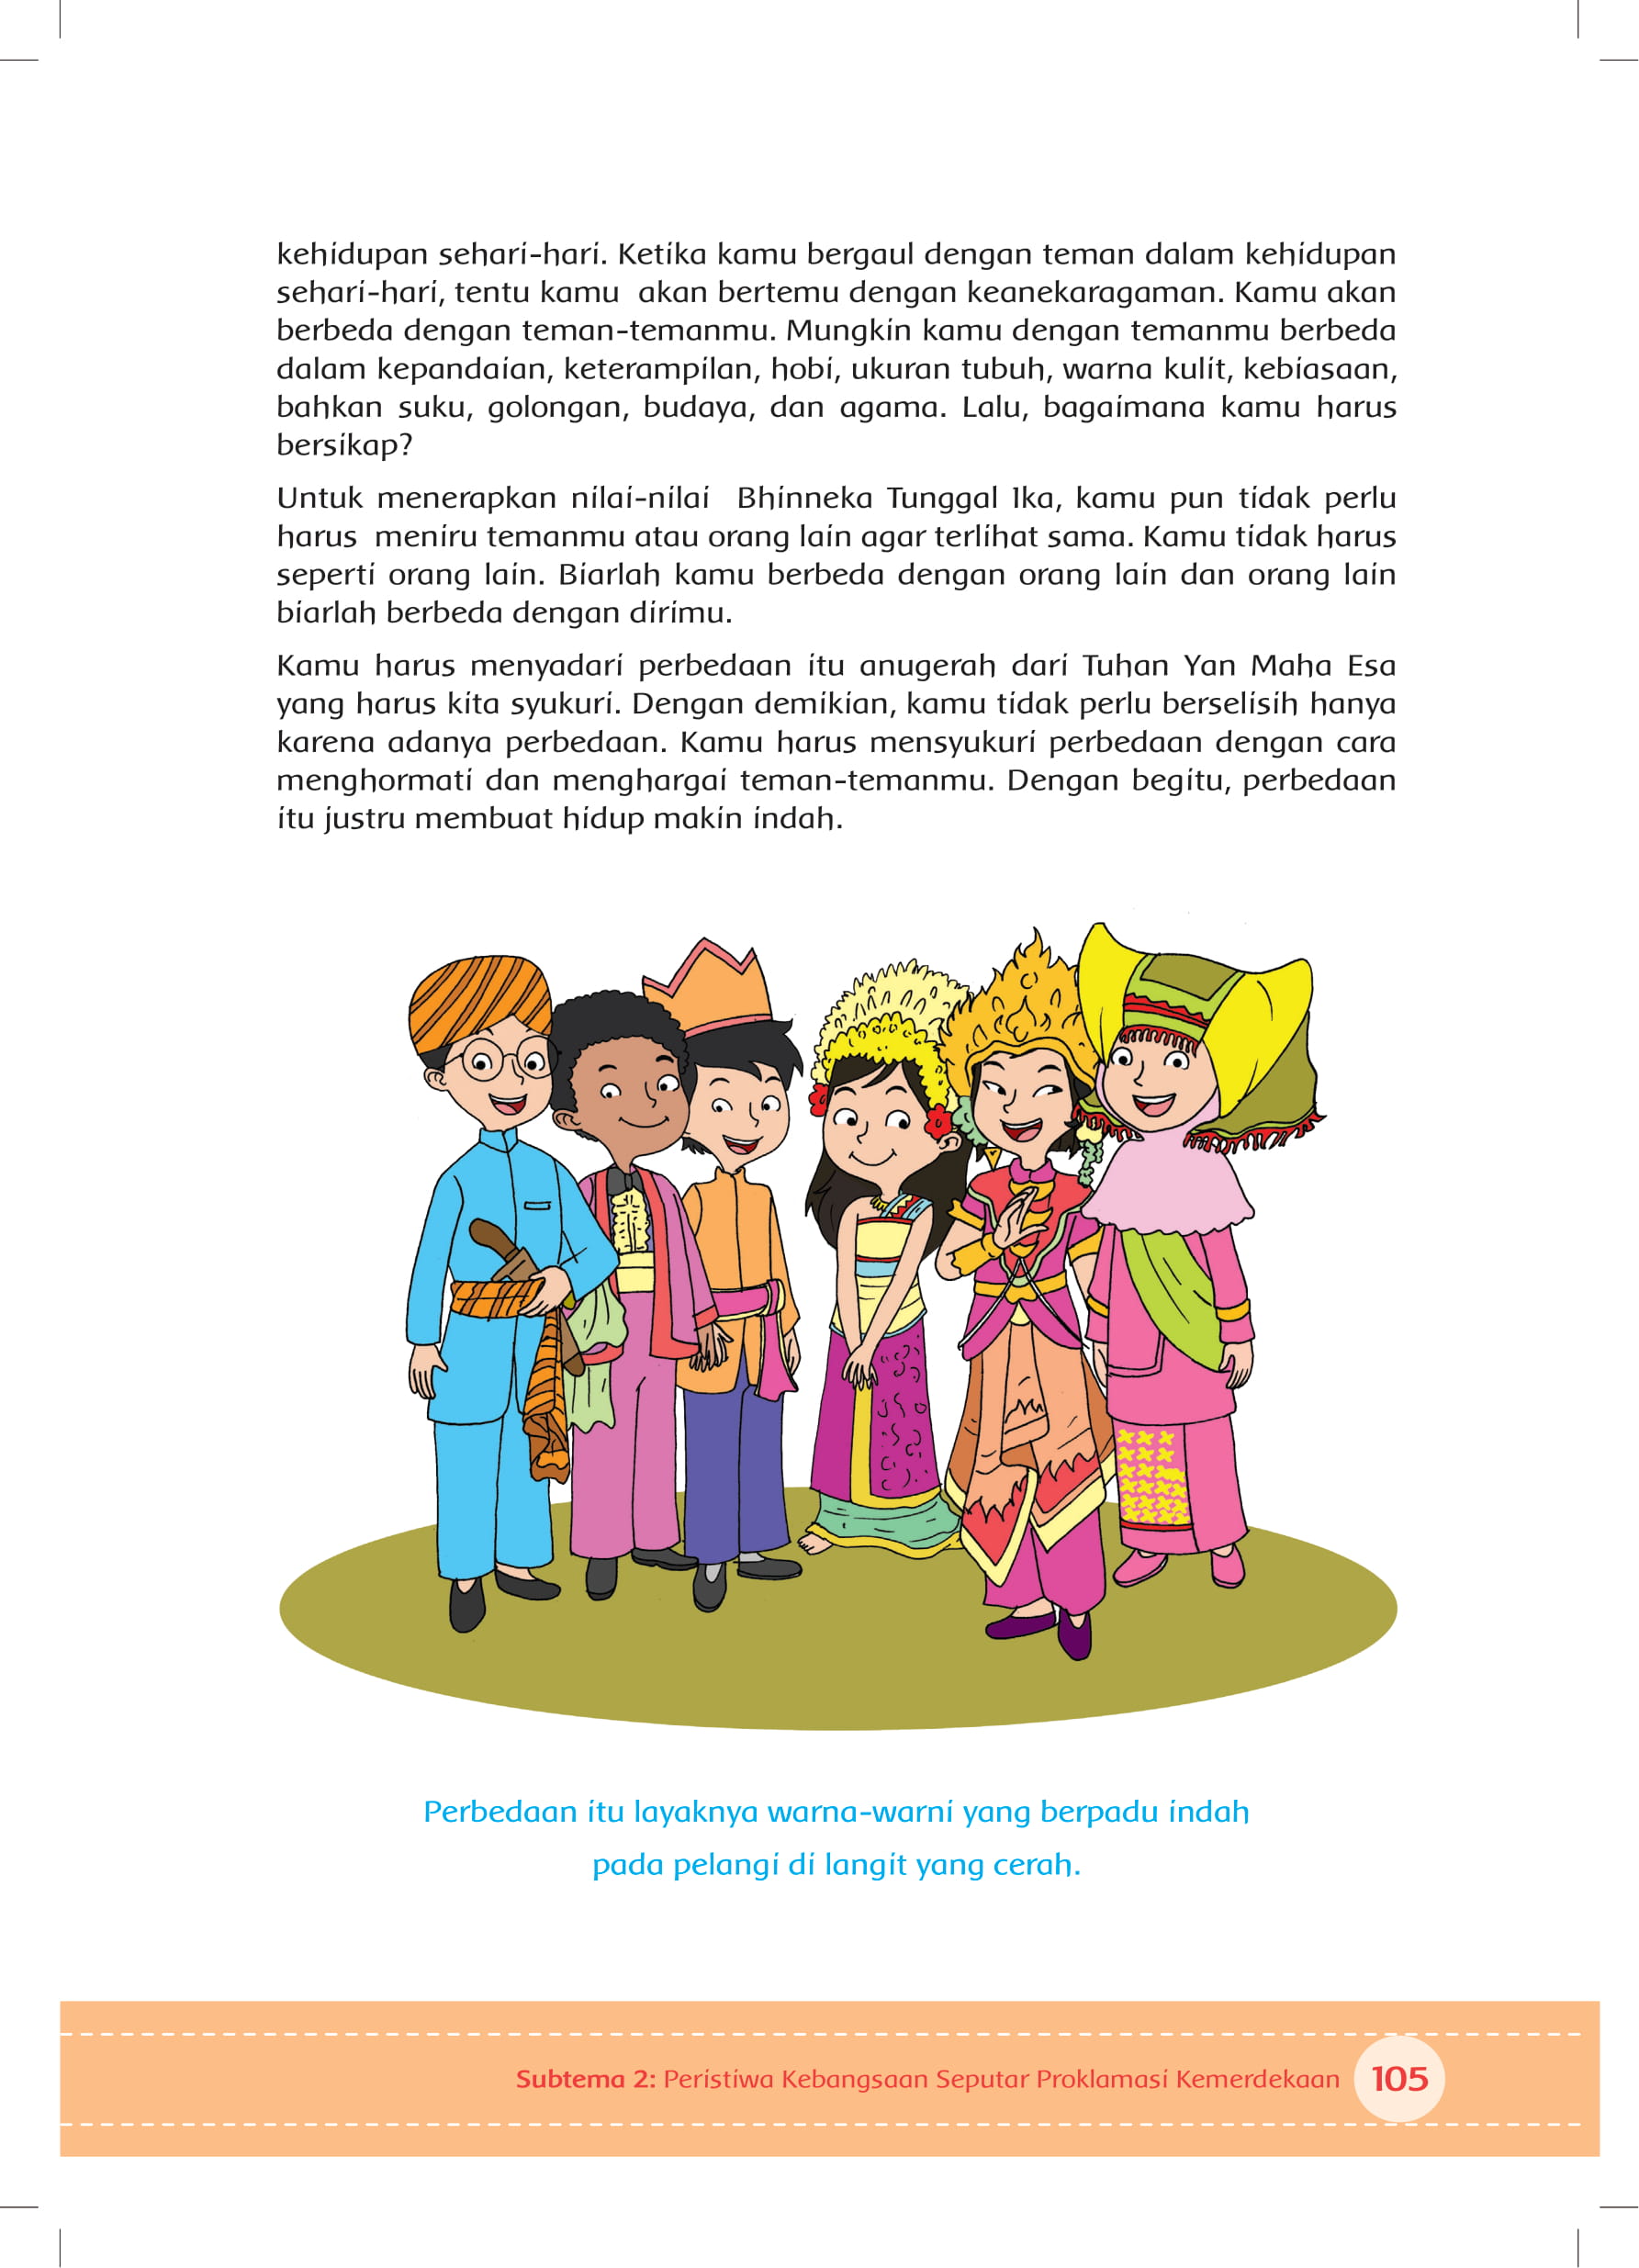 kehidupan sehari-hari. Ketika kamu bergaul dengan teman dalam kehidupan
sehari-hari, tentu kamu akan bertemu dengan keanekaragaman. Kamu akan
berbeda dengan teman-temanmu. Mungkin kamu dengan temanmu berbeda
dalam kepandaian, keterampilan, hobi, ukuran tubuh, warna kulit, kebiasaan,
bahkan suku, golongan, budaya, dan agama. Lalu, bagaimana kamu harus
bersikap?
Untuk menerapkan nilai-nilai Bhinneka Tunggal Ika, kamu pun tidak perlu
harus meniru temanmu atau orang lain agar terlihat sama. Kamu tidak harus
seperti orang lain. Biarlah kamu berbeda dengan orang lain dan orang lain
biarlah berbeda dengan dirimu.
Kamu harus menyadari perbedaan itu anugerah dari Tuhan Yan Maha Esa
yang harus kita syukuri. Dengan demikian, kamu tidak perlu berselisih hanya
karena adanya perbedaan. Kamu harus mensyukuri perbedaan dengan cara
menghormati dan menghargai teman-temanmu. Dengan begitu, perbedaan
itu justru membuat hidup makin indah.
Perbedaan itu layaknya warna-warni yang berpadu indah
pada pelangi di langit yang cerah.
Subtema 2: Peristiwa Kebangsaan Seputar Proklamasi Kemerdekaan 105